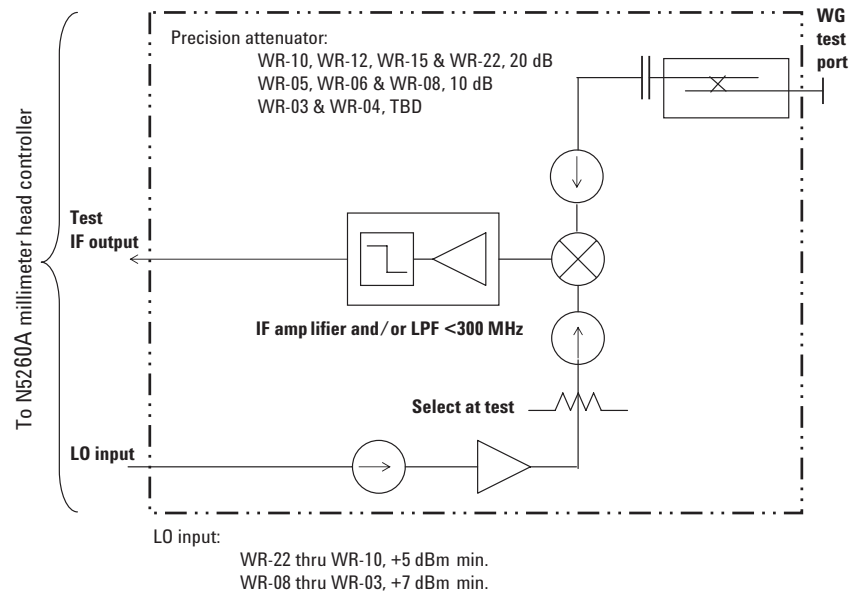 WG
test
port
Precision attenuator:
WR-10, WR-12, WR-15 & WR-22, 20 dB
WR-05, WR-06 & WR-08, 10 dB
WR-03 & WR-04, TBD
To N5260A millimeter head controller
Test
IF output
IF amp lifier and/or LPF <300 MHz
Select at test
LO input
LO input:
WR-22 thru WR-10, +5 dBm min.
WR-08 thru WR-03, +7 dBm min.